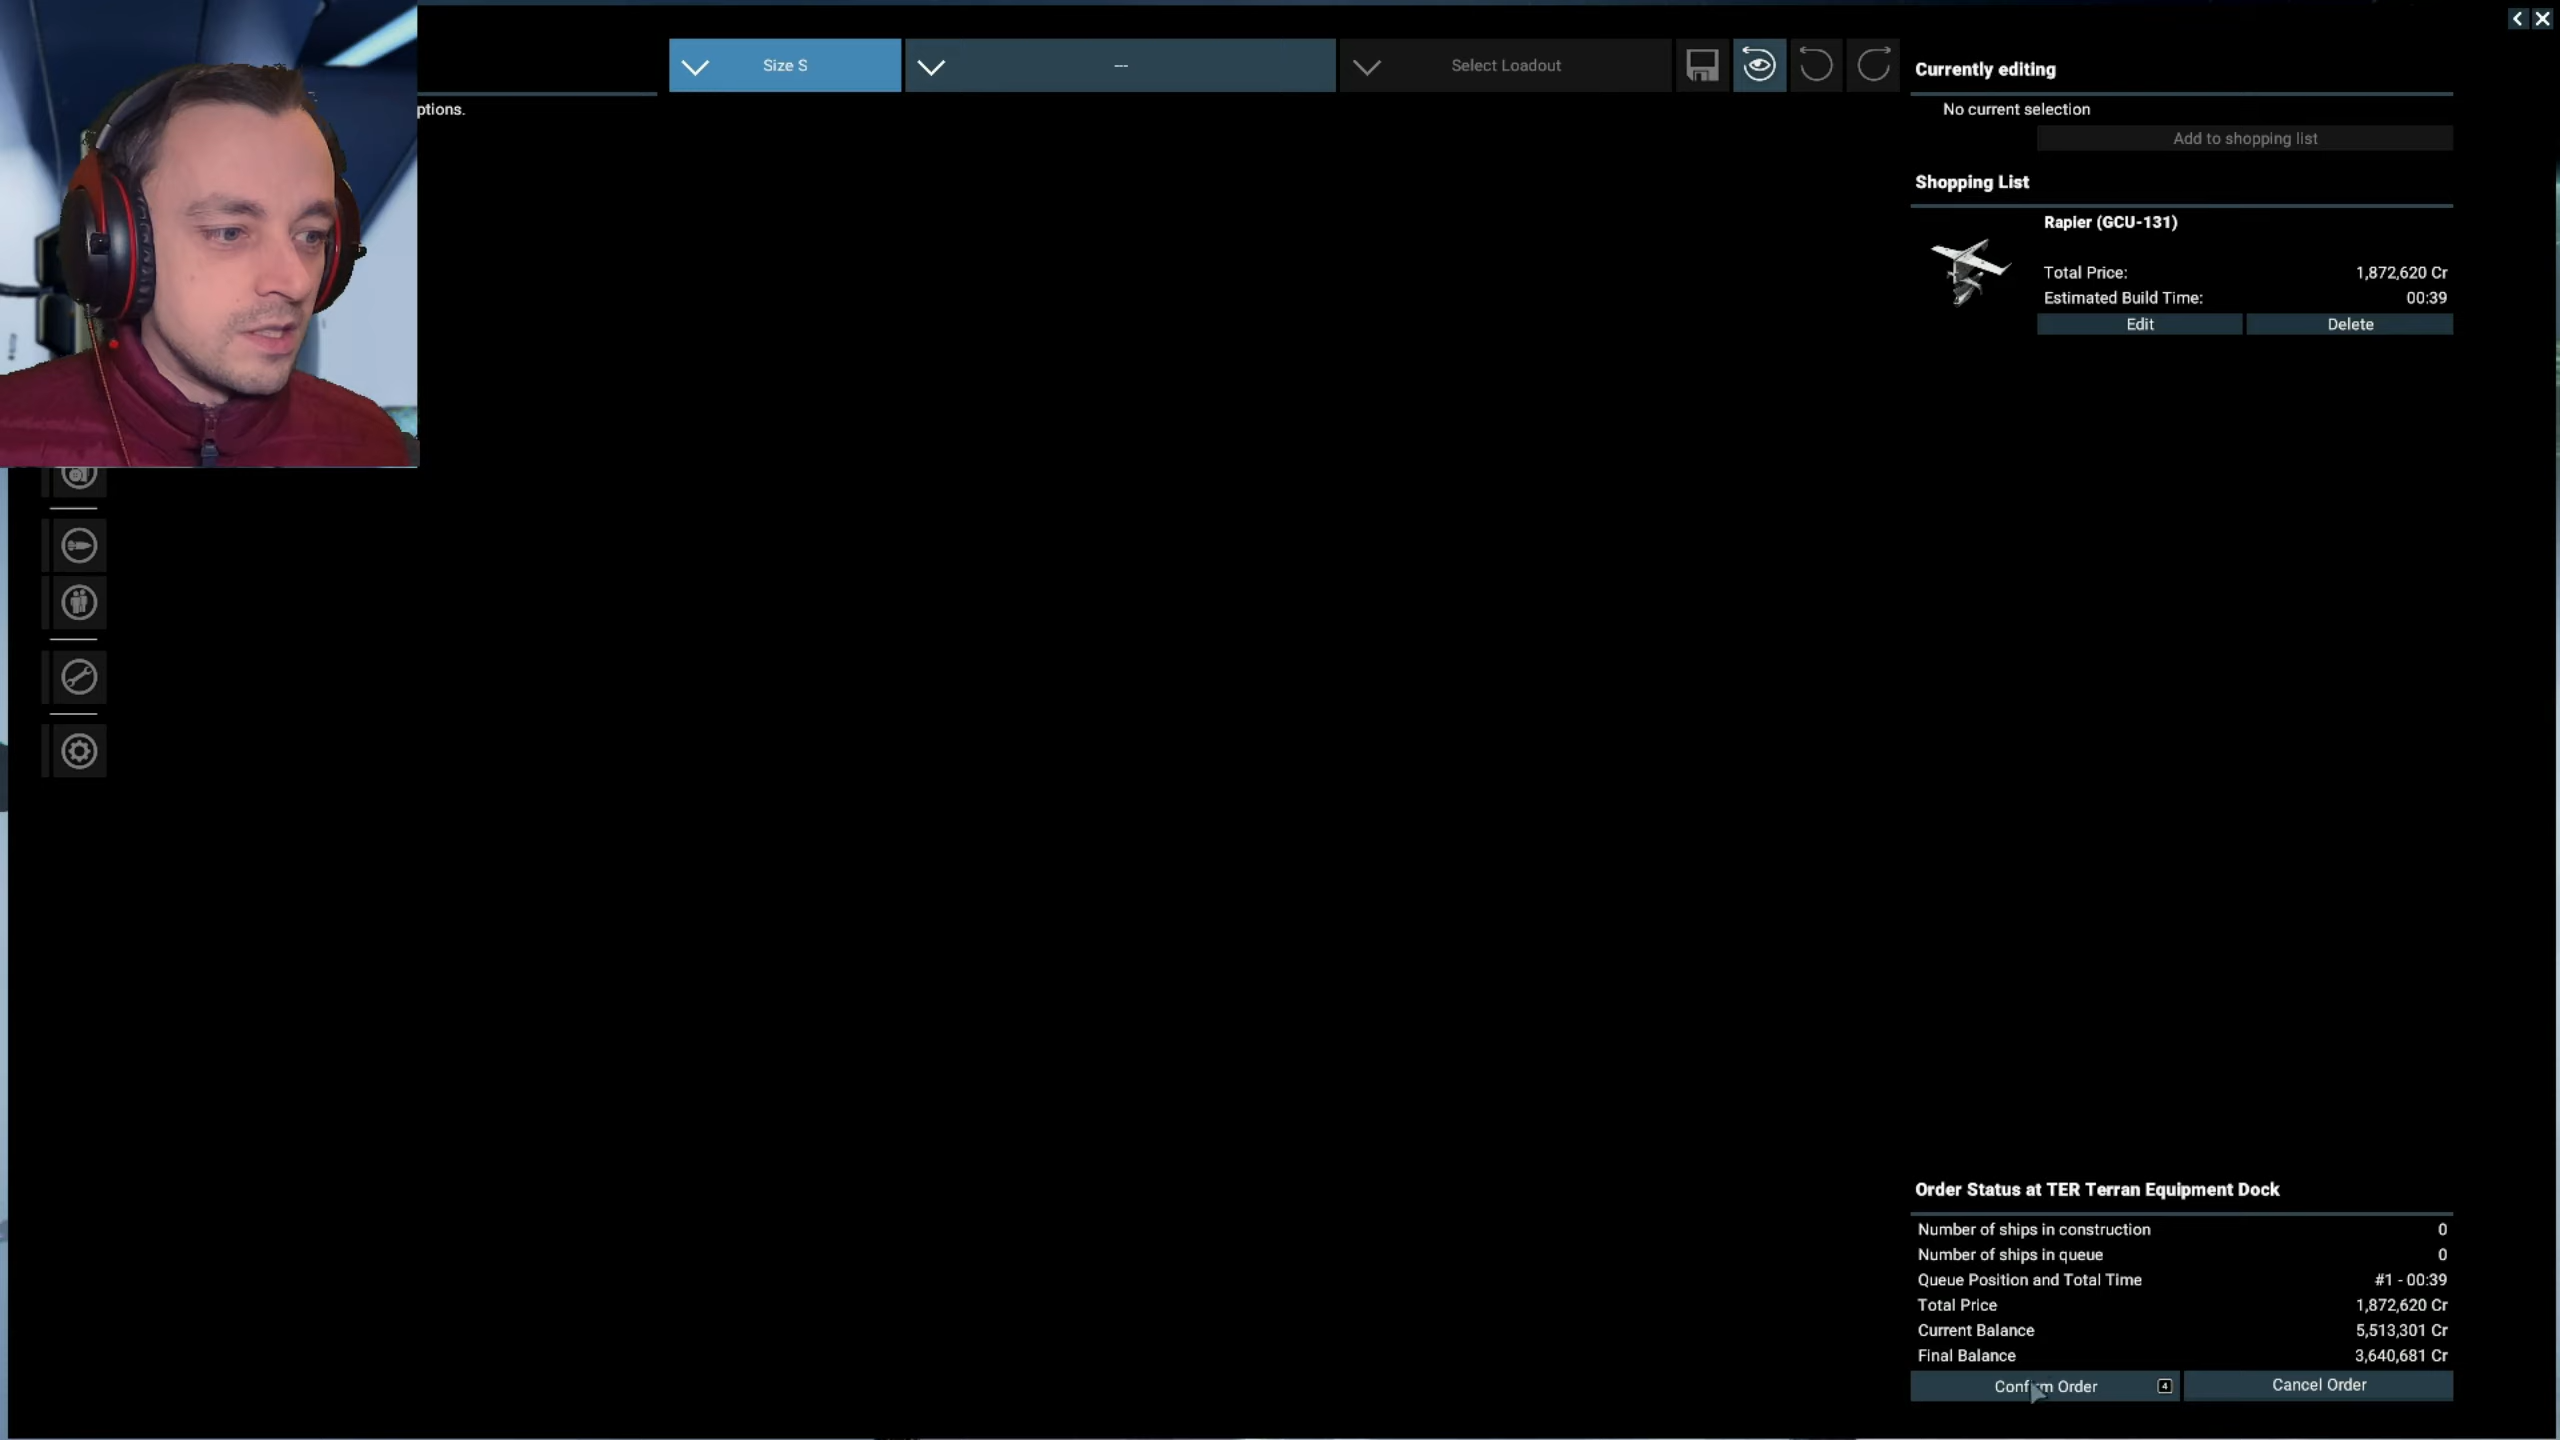 Size S
---
Select Loadout
ptions.
Currently editing
No current selection
Add to shopping list
Shopping List
Rapier (GCU-131)
Total Price: 1,872,620 Cr
Estimated Build Time: 00:39
Edit Delete
Order Status at TER Terran Equipment Dock
Number of ships in construction 0
Number of ships in queue 0
Queue Position and Total Time #1 - 00:39
Total Price 1,872,620 Cr
Current Balance 5,513,301 Cr
Final Balance 3,640,681 Cr
Confirm Order 4 Cancel Order